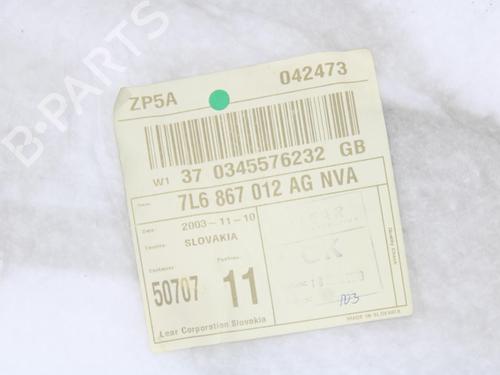 B-PARTS
ZP5A 042473
W1 37 0345576232 GB
7L6 867 012 AG NVA
Date: 2003-11-10
SLOVAKIA
50707 11
Lear Corporation Slovakia
MADE IN SLOVAKIA